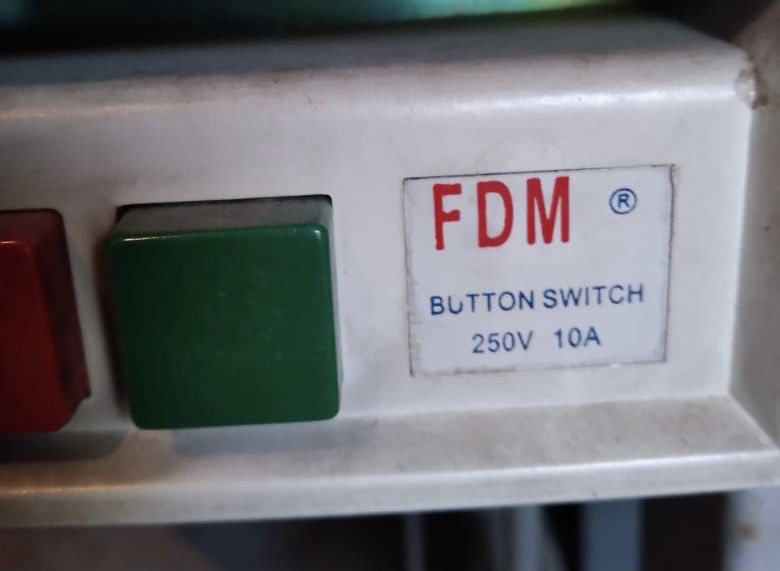 FDM ®
BUTTON SWITCH
250V 10A